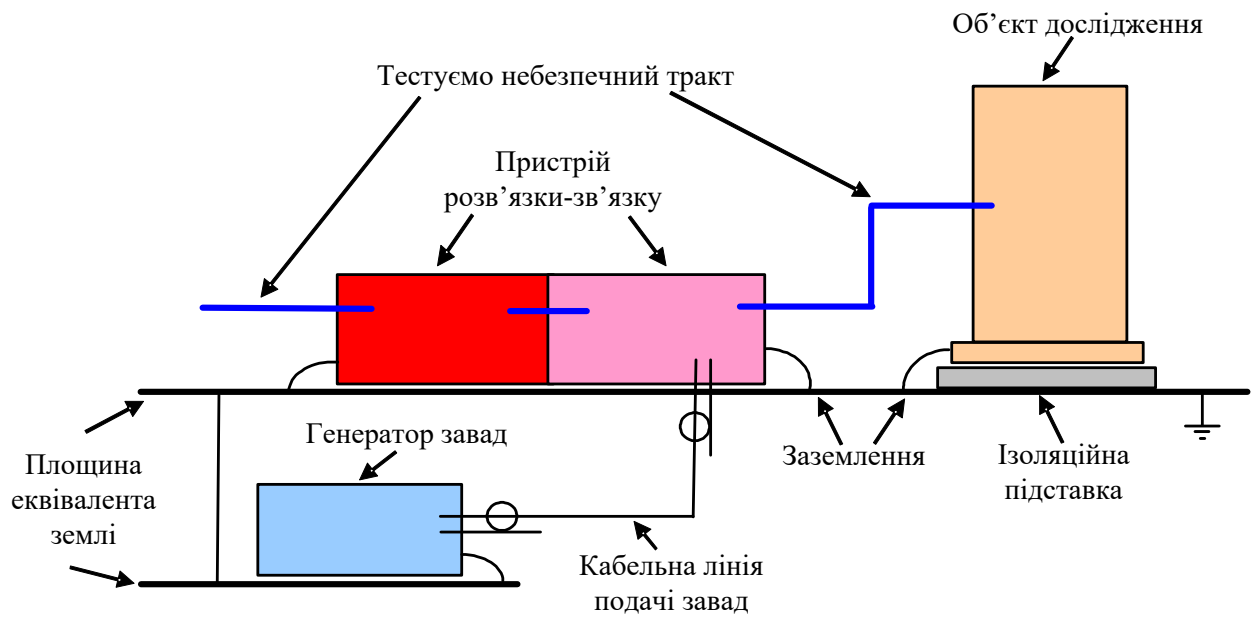 Об’єкт дослідження
Тестуємо небезпечний тракт
Пристрій
розв’язки-зв’язку
Генератор завад
Заземлення
Ізоляційна
підставка
Площина
еквівалента
землі
Кабельна лінія
подачі завад